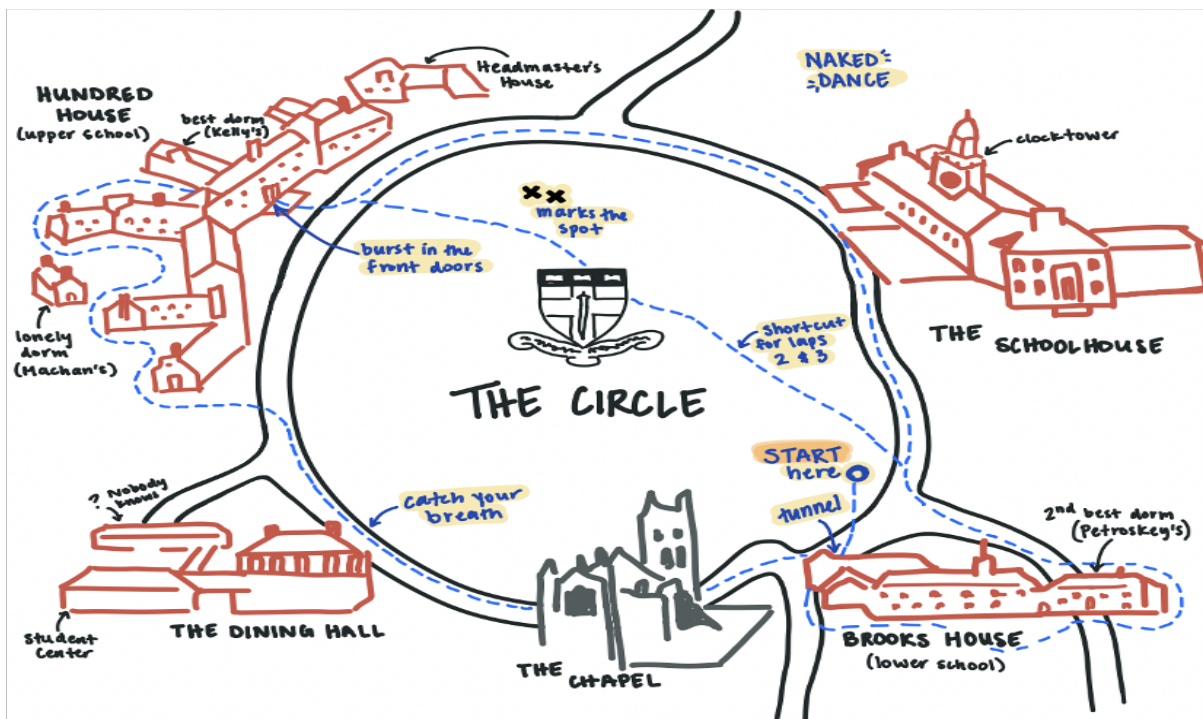 NAKED
DANCE
Headmaster's
House
HUNDRED
HOUSE
(upper school)
best dorm
(Kelly's)
clocktower
marks the
spot
burst in the
front doors
lonely
dorm
(Machan's)
shortcut
for laps
2 & 3
THE SCHOOLHOUSE
THE CIRCLE
START
here
? Nobody
knows
catch your
breath
tunnel
2nd best dorm
(Petroskey's)
student
center
THE DINING HALL
THE CHAPEL
BROOKS HOUSE
(lower school)